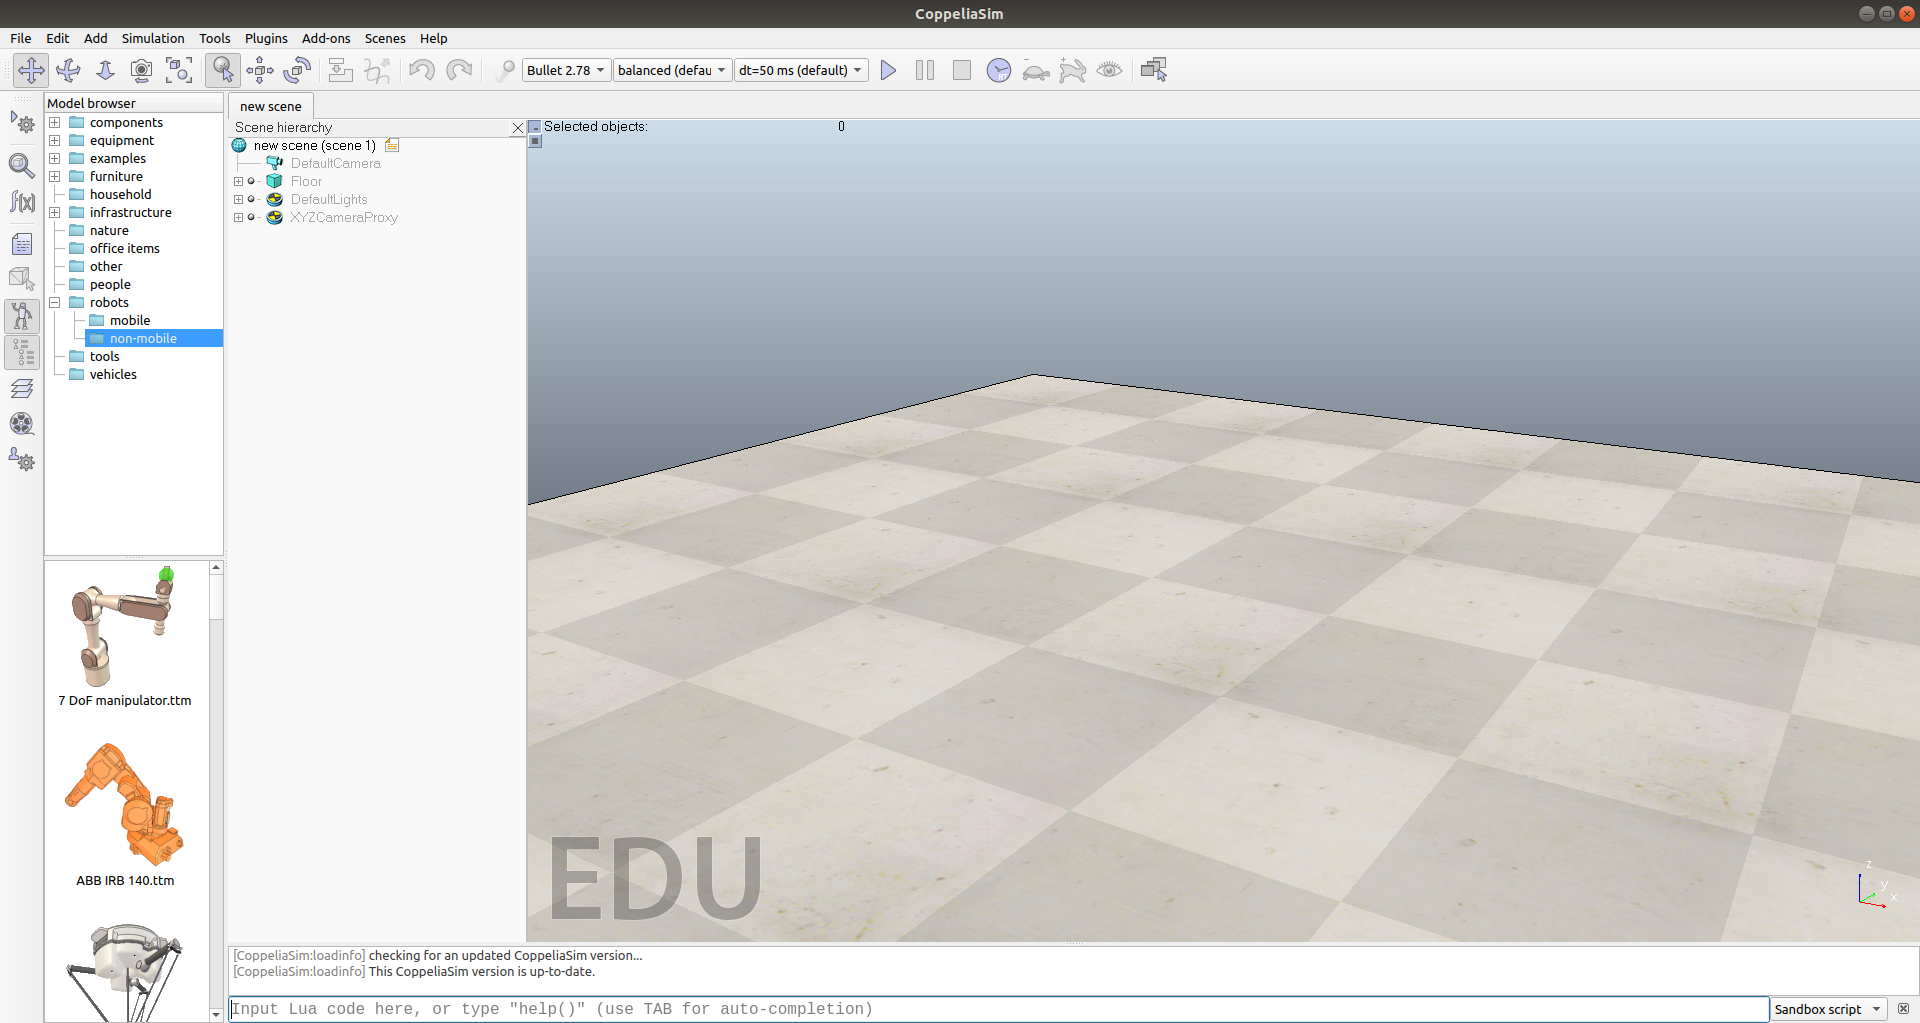 CoppeliaSim
File Edit Add Simulation Tools Plugins Add-ons Scenes Help
Bullet 2.78 balanced (defau dt=50 ms (default)
RT
Model browser
components
equipment
examples
furniture
household
infrastructure
nature
office items
other
people
robots
mobile
non-mobile
tools
vehicles
7 DoF manipulator.ttm
ABB IRB 140.ttm
new scene
Scene hierarchy
new scene (scene 1)
DefaultCamera
Floor
DefaultLights
XYZCameraProxy
Selected objects: 0
EDU
z
y
x
[CoppeliaSim:loadinfo] checking for an updated CoppeliaSim version...
[CoppeliaSim:loadinfo] This CoppeliaSim version is up-to-date.
Input Lua code here, or type "help()" (use TAB for auto-completion)
Sandbox script
f(x)